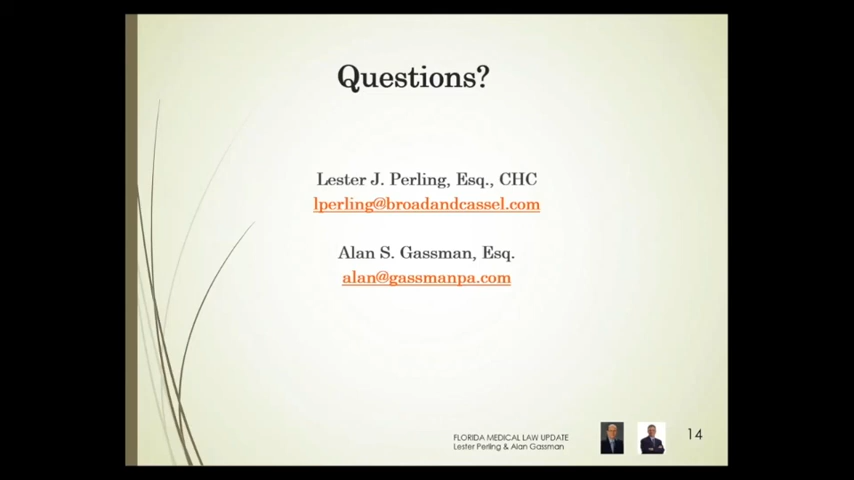 Questions?
Lester J. Perling, Esq., CHC
lperling@broadandcassel.com
Alan S. Gassman, Esq.
alan@gassmanpa.com
FLORIDA MEDICAL LAW UPDATE
Lester Perling & Alan Gassman
14